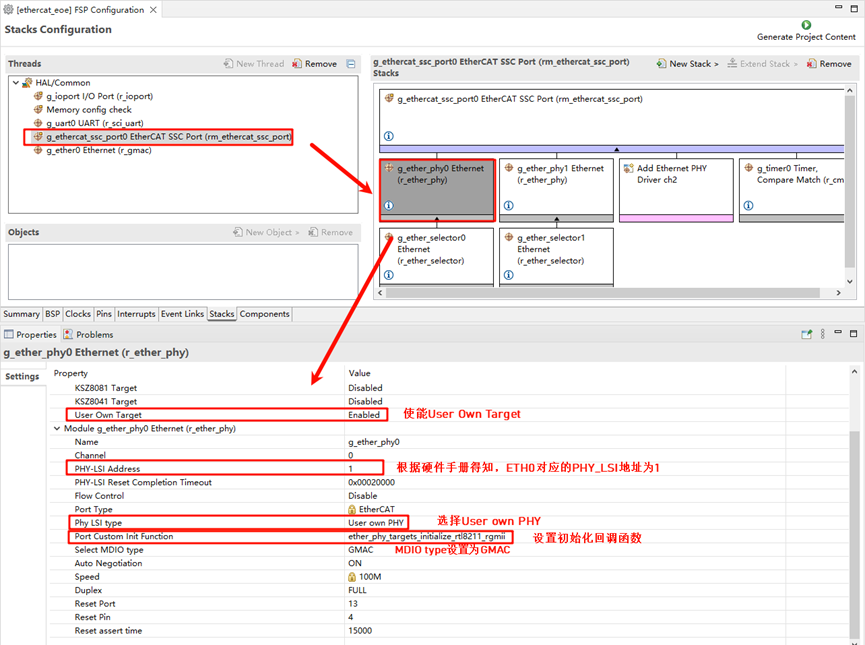 [ethercat_eoe] FSP Configuration
Stacks Configuration
Generate Project Content
Threads
New Thread
Remove
HAL/Common
g_ioport I/O Port (r_ioport)
Memory config check
g_uart0 UART (r_sci_uart)
g_ethercat_ssc_port0 EtherCAT SSC Port (rm_ethercat_ssc_port)
g_ether0 Ethernet (r_gmac)
Objects
New Object >
Remove
g_ethercat_ssc_port0 EtherCAT SSC Port (rm_ethercat_ssc_port)
Stacks
New Stack >
Extend Stack >
Remove
g_ethercat_ssc_port0 EtherCAT SSC Port (rm_ethercat_ssc_port)
g_ether_phy0 Ethernet
(r_ether_phy)
g_ether_phy1 Ethernet
(r_ether_phy)
Add Ethernet PHY
Driver ch2
g_timer0 Timer,
Compare Match (r_cm
g_ether_selector0
Ethernet
(r_ether_selector)
g_ether_selector1
Ethernet
(r_ether_selector)
Summary BSP Clocks Pins Interrupts Event Links Stacks Components
Properties Problems
g_ether_phy0 Ethernet (r_ether_phy)
Settings
Property Value
KSZ8081 Target Disabled
KSZ8041 Target Disabled
User Own Target Enabled 使能User Own Target
Module g_ether_phy0 Ethernet (r_ether_phy)
Name g_ether_phy0
Channel 0
PHY-LSI Address 1 根据硬件手册得知，ETH0对应的PHY_LSI地址为1
PHY-LSI Reset Completion Timeout 0x00020000
Flow Control Disable
Port Type EtherCAT
Phy LSI type User own PHY 选择User own PHY
Port Custom Init Function ether_phy_targets_initialize_rtl8211_rgmii 设置初始化回调函数
Select MDIO type GMAC MDIO type设置为GMAC
Auto Negotiation ON
Speed 100M
Duplex FULL
Reset Port 13
Reset Pin 4
Reset assert time 15000